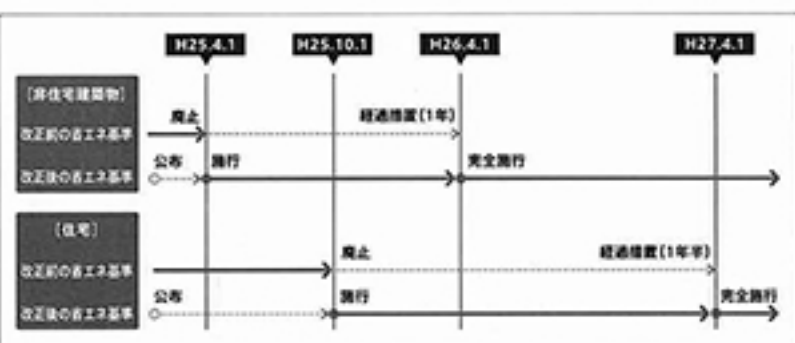 H25.4.1 H25.10.1 H26.4.1 H27.4.1
[非住宅建築物]
廃止 経過措置(1年)
改正前の省エネ基準
公布 施行 完全施行
改正後の省エネ基準
[住宅]
廃止 経過措置(1年半)
改正前の省エネ基準
公布 施行 完全施行
改正後の省エネ基準